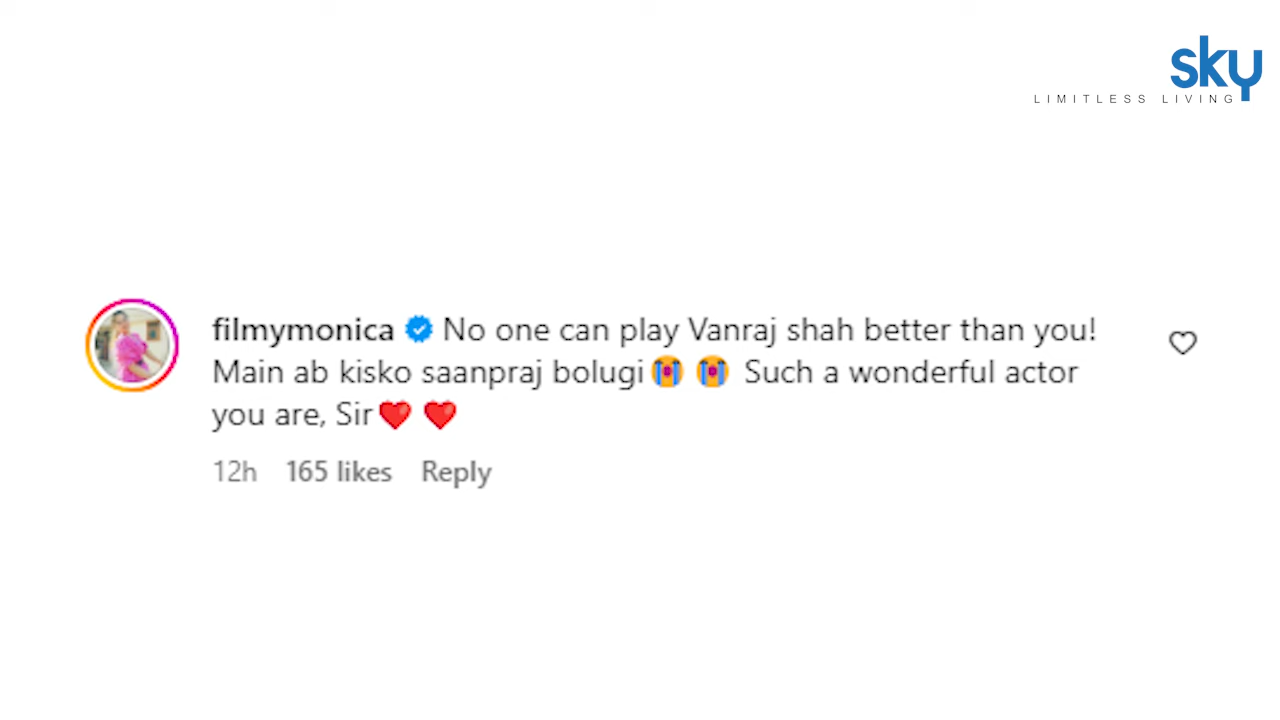 sky
LIMITLESS LIVING
filmymonica No one can play Vanraj shah better than you!
Main ab kisko saanpraj bolugi😭😭 Such a wonderful actor
you are, Sir♥️♥️
12h 165 likes Reply